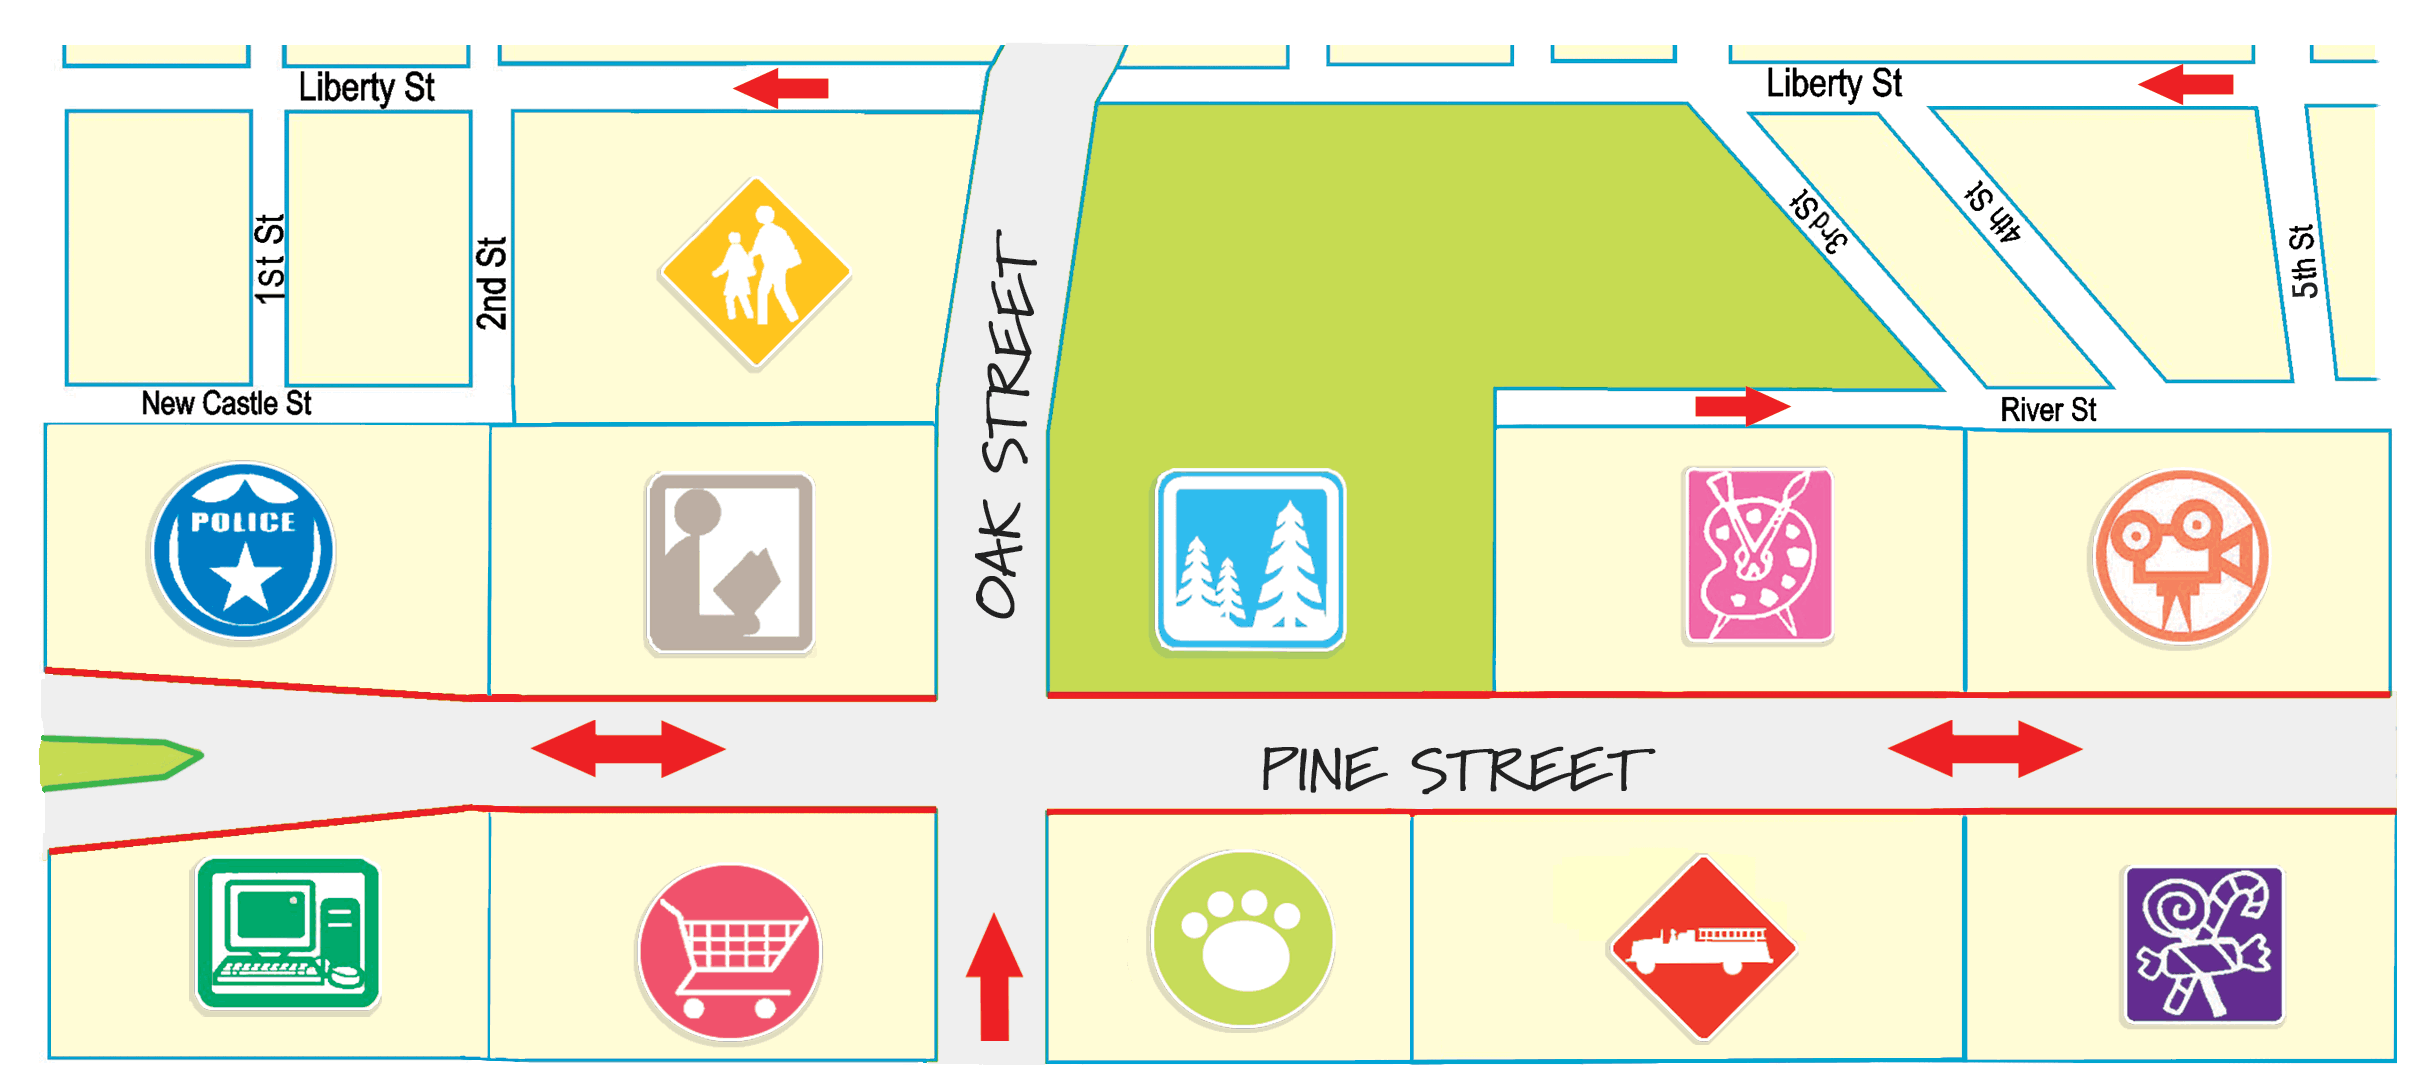 Liberty St
Liberty St
1st St
2nd St
3rd St
4th St
5th St
New Castle St
River St
OAK STREET
POLICE
PINE STREET